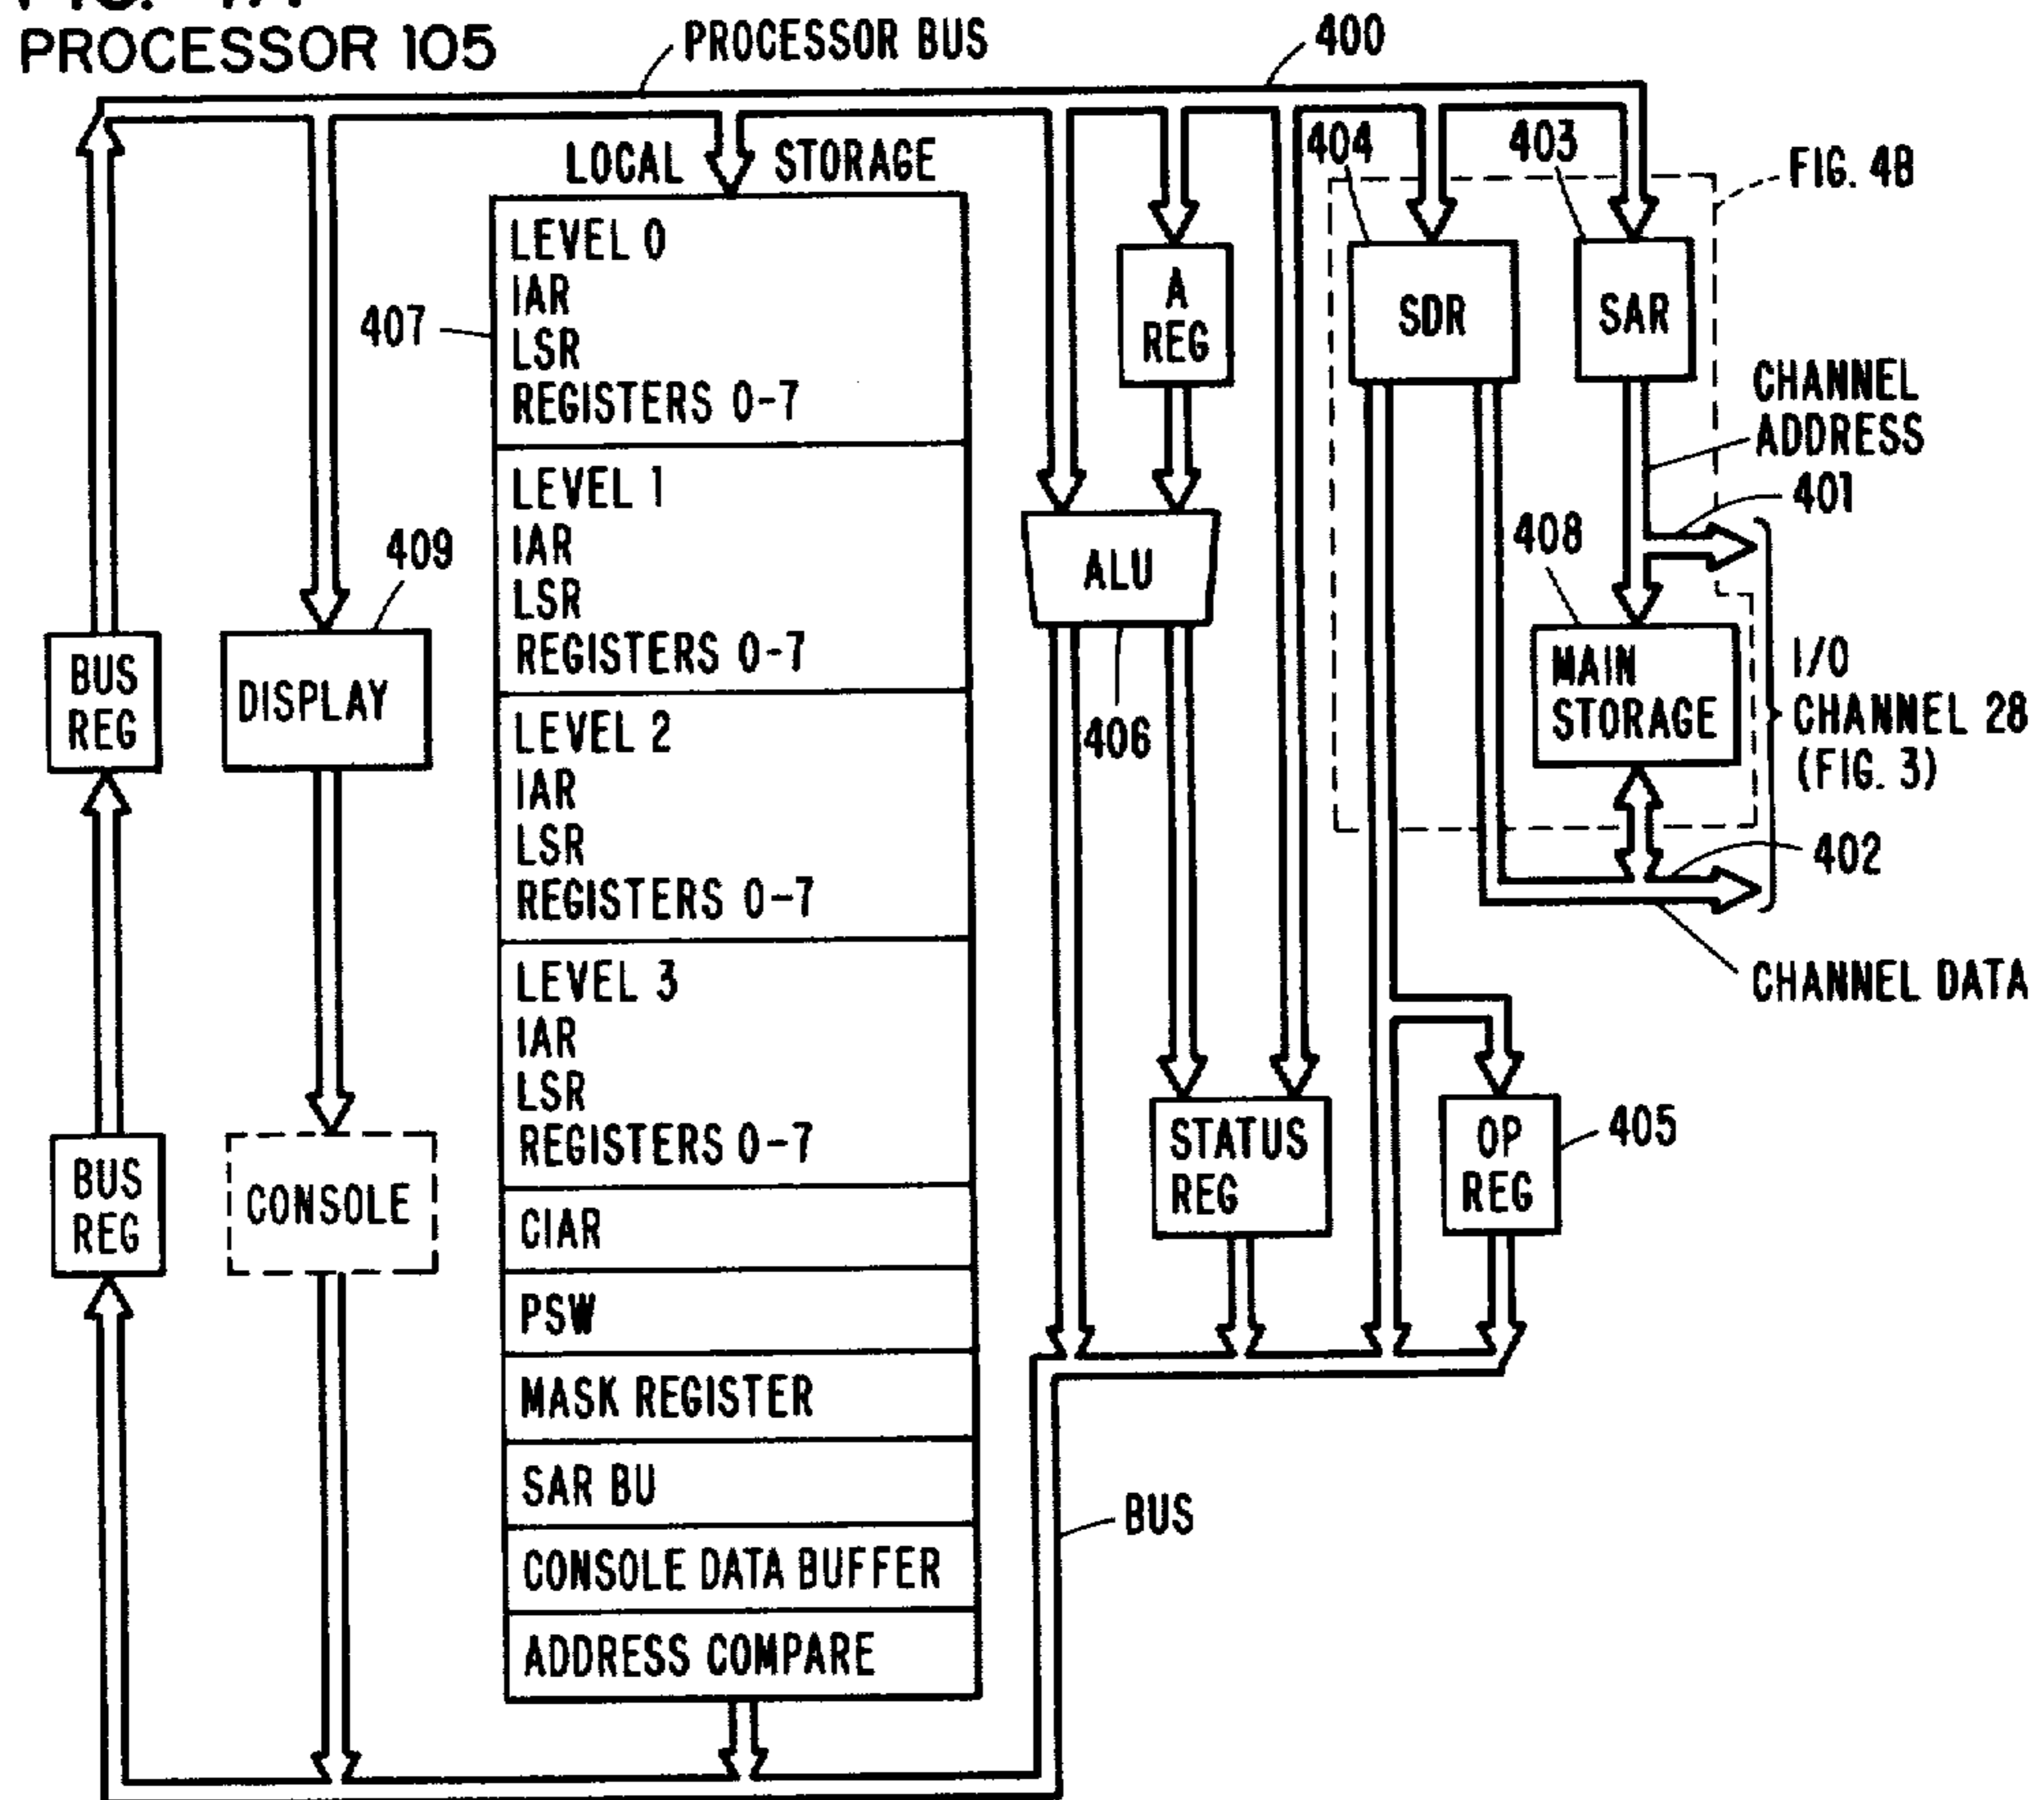 PROCESSOR 105
PROCESSOR BUS
400
LOCAL STORAGE
404
403
FIG. 4B
LEVEL 0
IAR
LSR
REGISTERS 0-7
407
A
REG
SDR
SAR
CHANNEL
ADDRESS
401
LEVEL 1
IAR
LSR
REGISTERS 0-7
409
ALU
408
BUS
REG
DISPLAY
406
MAIN
STORAGE
I/O
CHANNEL 28
(FIG. 3)
LEVEL 2
IAR
LSR
REGISTERS 0-7
402
CHANNEL DATA
LEVEL 3
IAR
LSR
REGISTERS 0-7
BUS
REG
CONSOLE
STATUS
REG
OP
REG
405
CIAR
PSW
MASK REGISTER
SAR BU
BUS
CONSOLE DATA BUFFER
ADDRESS COMPARE